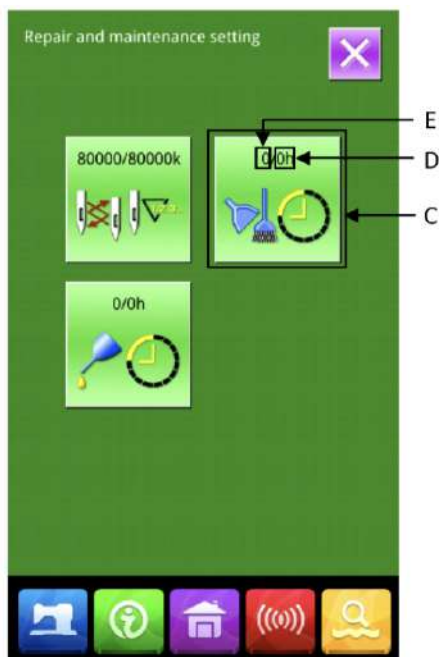 Repair and maintenance setting
E
80000/80000k
0/0h
D
C
0/0h